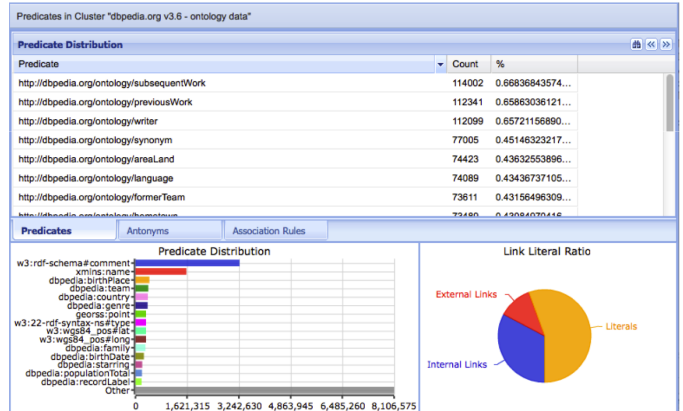 Predicates in Cluster "dbpedia.org v3.6 - ontology data"
Predicate Distribution
Predicate Count %
http://dbpedia.org/ontology/subsequentWork 114002 0.66836843574...
http://dbpedia.org/ontology/previousWork 112341 0.65863036121...
http://dbpedia.org/ontology/writer 112099 0.65721156890...
http://dbpedia.org/ontology/synonym 77005 0.45146323217...
http://dbpedia.org/ontology/areaLand 74423 0.43632553896...
http://dbpedia.org/ontology/language 74089 0.43436737105...
http://dbpedia.org/ontology/formerTeam 73611 0.43156496309...
http://dbpedia.org/ontology/hometown
Predicates Antonyms Association Rules
Predicate Distribution
w3:rdf-schema#comment
xmlns:name
dbpedia:birthPlace
dbpedia:team
dbpedia:country
dbpedia:genre
georss:point
w3:22-rdf-syntax-ns#type
w3:wgs84_pos#lat
w3:wgs84_pos#long
dbpedia:family
dbpedia:birthDate
dbpedia:starring
dbpedia:populationTotal
dbpedia:recordLabel
Other
0 1,621,315 3,242,630 4,863,945 6,485,260 8,106,575
Link Literal Ratio
External Links
Literals
Internal Links